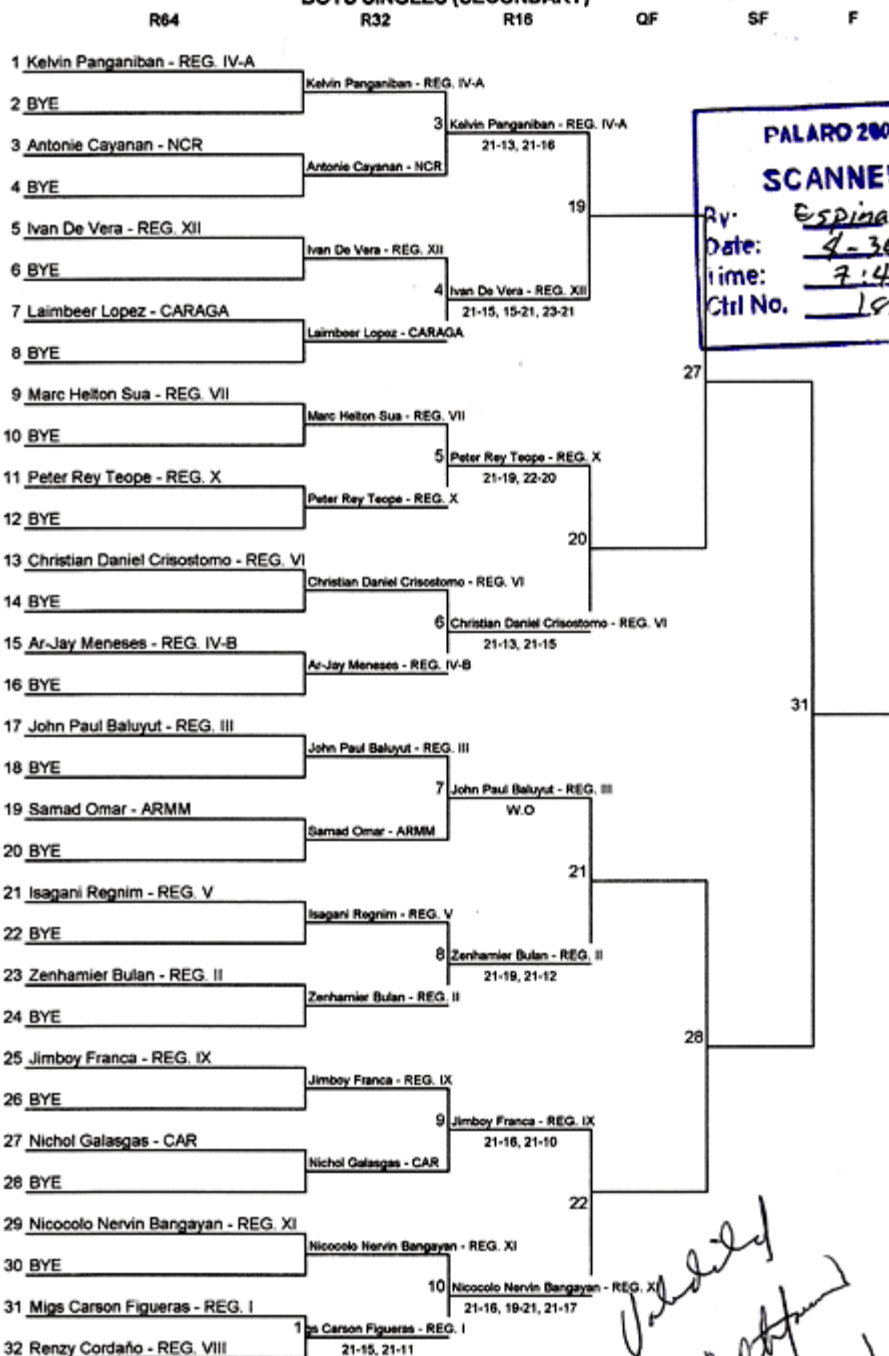 R64 R32 R16 QF SF F
1 Kelvin Panganiban - REG. IV-A
Kelvin Panganiban - REG. IV-A
2 BYE
3 Kelvin Panganiban - REG. IV-A
21-13, 21-16
3 Antonie Cayanan - NCR
Antonie Cayanan - NCR
4 BYE
19
5 Ivan De Vera - REG. XII
Ivan De Vera - REG. XII
6 BYE
4 Ivan De Vera - REG. XII
21-15, 15-21, 23-21
7 Laimbeer Lopez - CARAGA
Laimbeer Lopez - CARAGA
8 BYE
27
9 Marc Helton Sua - REG. VII
Marc Helton Sua - REG. VII
10 BYE
5 Peter Rey Teope - REG. X
21-19, 22-20
11 Peter Rey Teope - REG. X
Peter Rey Teope - REG. X
12 BYE
20
13 Christian Daniel Crisostomo - REG. VI
Christian Daniel Crisostomo - REG. VI
14 BYE
6 Christian Daniel Crisostomo - REG. VI
21-13, 21-15
15 Ar-Jay Meneses - REG. IV-B
Ar-Jay Meneses - REG. IV-B
16 BYE
31
17 John Paul Baluyut - REG. III
John Paul Baluyut - REG. III
18 BYE
7 John Paul Baluyut - REG. III
W.O
19 Samad Omar - ARMM
Samad Omar - ARMM
20 BYE
21
21 Isagani Regnim - REG. V
Isagani Regnim - REG. V
22 BYE
8 Zenhamier Bulan - REG. II
21-19, 21-12
23 Zenhamier Bulan - REG. II
Zenhamier Bulan - REG. II
24 BYE
28
25 Jimboy Franca - REG. IX
Jimboy Franca - REG. IX
26 BYE
9 Jimboy Franca - REG. IX
21-16, 21-10
27 Nichol Galasgas - CAR
Nichol Galasgas - CAR
28 BYE
22
29 Nicocolo Nervin Bangayan - REG. XI
Nicocolo Nervin Bangayan - REG. XI
30 BYE
10 Nicocolo Nervin Bangayan - REG. XI
21-16, 19-21, 21-17
31 Migs Carson Figueras - REG. I
1 gs Carson Figueras - REG. I
21-15, 21-11
32 Renzy Cordaño - REG. VIII
PALARO 200
SCANNE
By: Espina
Date: 4-30
Time: 7:4
Ctrl No.